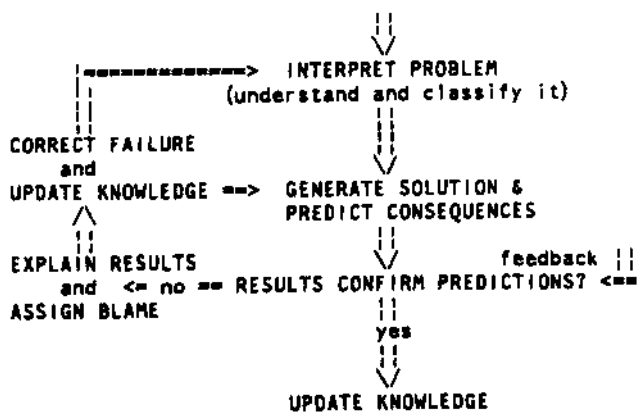 INTERPRET PROBLEM
(understand and classify it)
CORRECT FAILURE
and
UPDATE KNOWLEDGE ==> GENERATE SOLUTION &
PREDICT CONSEQUENCES
feedback
EXPLAIN RESULTS
and <= no == RESULTS CONFIRM PREDICTIONS? <==
ASSIGN BLAME
yes
UPDATE KNOWLEDGE